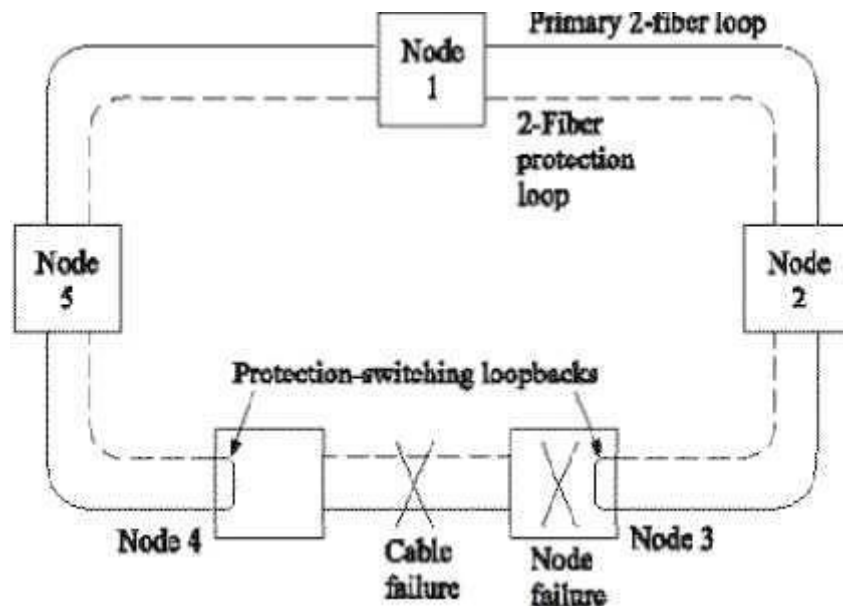 Primary 2-fiber loop
Node
1
2-Fiber
protection
loop
Node
5
Node
2
Protection-switching loopbacks
Node 4
Cable
failure
Node
failure
Node 3